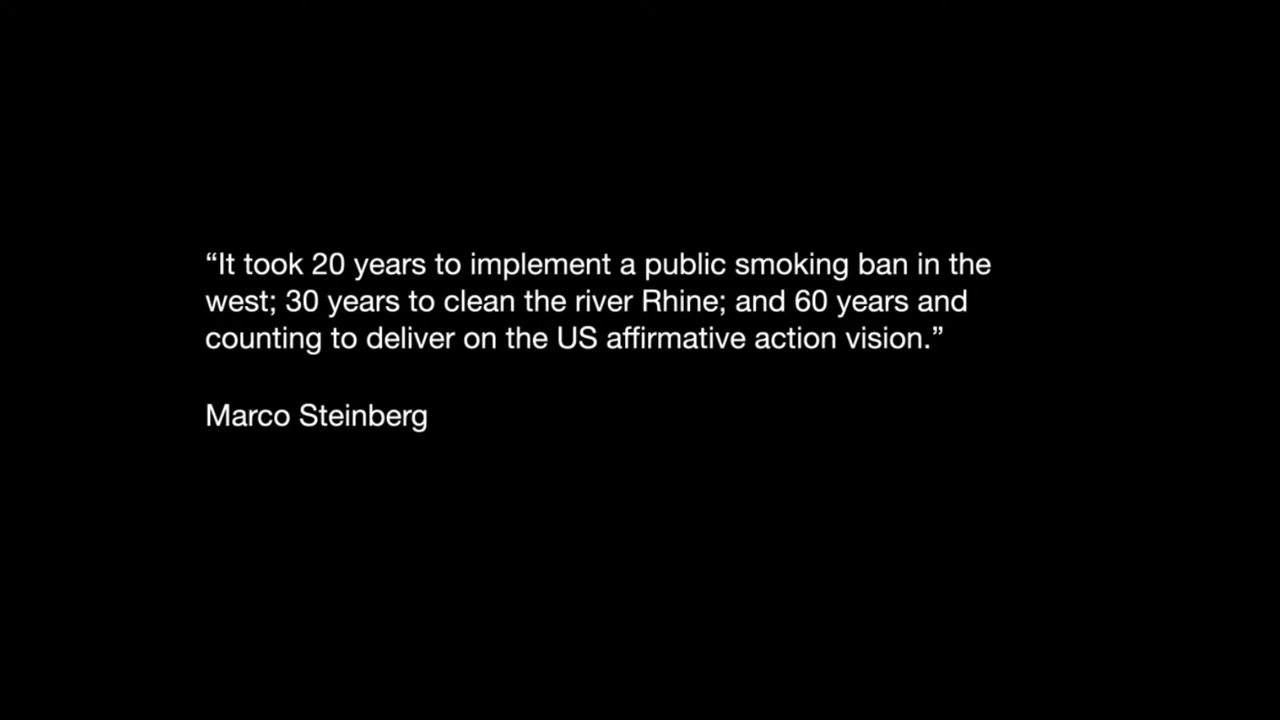 “It took 20 years to implement a public smoking ban in the
west; 30 years to clean the river Rhine; and 60 years and
counting to deliver on the US affirmative action vision.”
Marco Steinberg